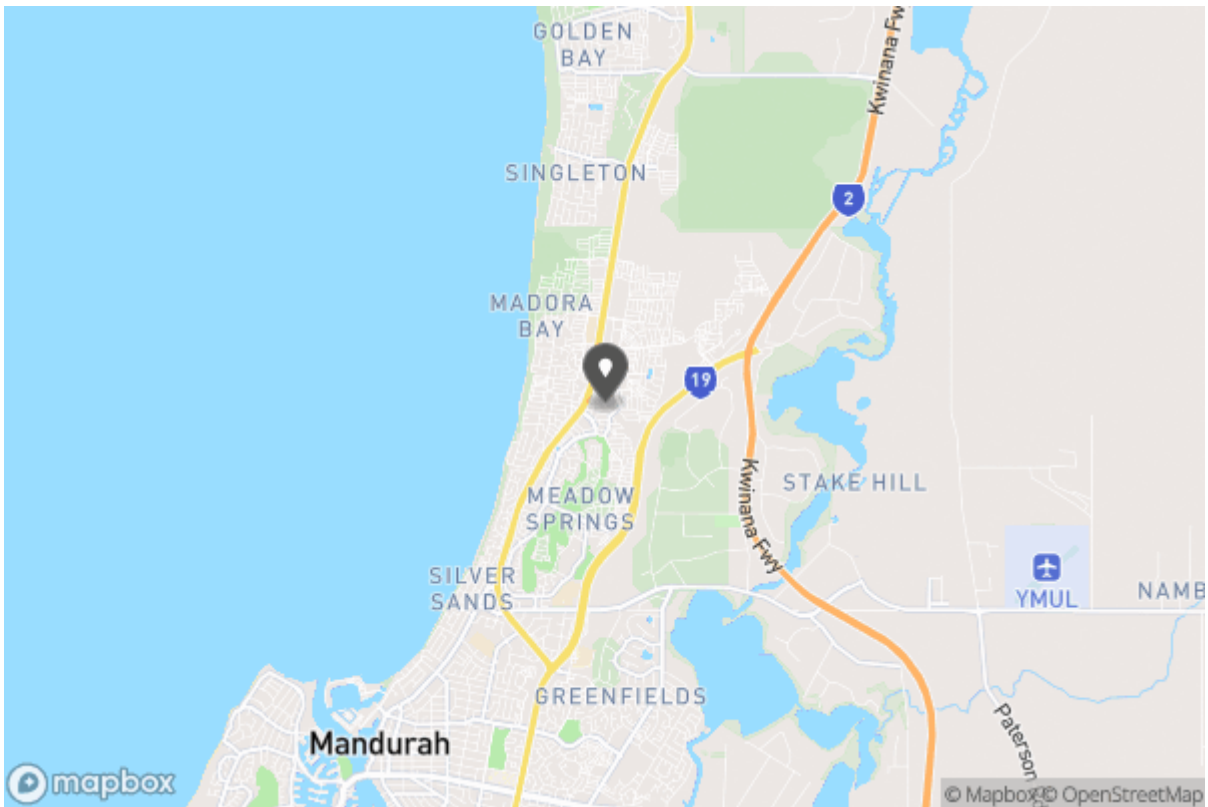 GOLDEN
BAY
Kwinana Fw
SINGLETON
2
MADORA
BAY
19
MEADOW
SPRINGS
STAKE HILL
Kwinana Fwy
SILVER
SANDS
YMUL
NAMB
GREENFIELDS
Paterson
Mandurah
mapbox
© Mapbox © OpenStreetMap